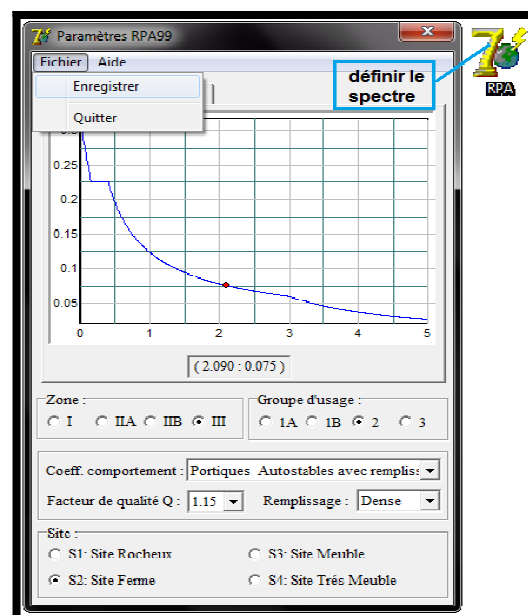 Paramètres RPA99
Fichier Aide
définir le
spectre
RPA
Enregistrer
Quitter
0.25
0.2
0.15
0.1
0.05
0 1 2 3 4 5
( 2.090 : 0.075 )
Zone :
I IIA IIB III
Groupe d'usage :
1A 1B 2 3
Coeff. comportement : Portiques Autostables avec rempliss
Facteur de qualité Q : 1.15 Remplissage : Dense
Site :
S1: Site Rocheux S3: Site Meuble
S2: Site Ferme S4: Site Trés Meuble